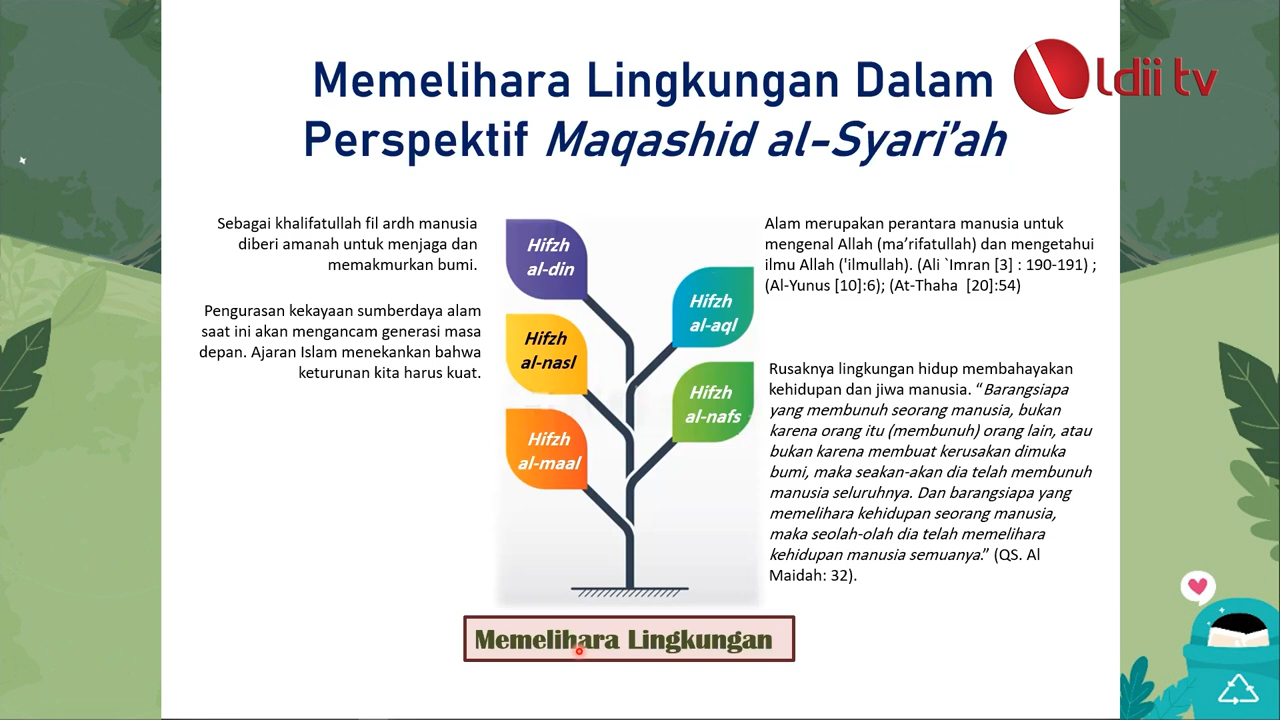 Memelihara Lingkungan Dalam
Perspektif Maqashid al-Syari’ah
ldii tv
Sebagai khalifatullah fil ardh manusia
diberi amanah untuk menjaga dan
memakmurkan bumi.
Pengurasan kekayaan sumberdaya alam
saat ini akan mengancam generasi masa
depan. Ajaran Islam menekankan bahwa
keturunan kita harus kuat.
Hifzh
al-din
Hifzh
al-nasl
Hifzh
al-maal
Hifzh
al-aql
Hifzh
al-nafs
Alam merupakan perantara manusia untuk
mengenal Allah (ma’rifatullah) dan mengetahui
ilmu Allah ('ilmullah). (Ali `Imran [3] : 190-191) ;
(Al-Yunus [10]:6); (At-Thaha [20]:54)
Rusaknya lingkungan hidup membahayakan
kehidupan dan jiwa manusia. “Barangsiapa
yang membunuh seorang manusia, bukan
karena orang itu (membunuh) orang lain, atau
bukan karena membuat kerusakan dimuka
bumi, maka seakan-akan dia telah membunuh
manusia seluruhnya. Dan barangsiapa yang
memelihara kehidupan seorang manusia,
maka seolah-olah dia telah memelihara
kehidupan manusia semuanya.” (QS. Al
Maidah: 32).
Memelihara Lingkungan